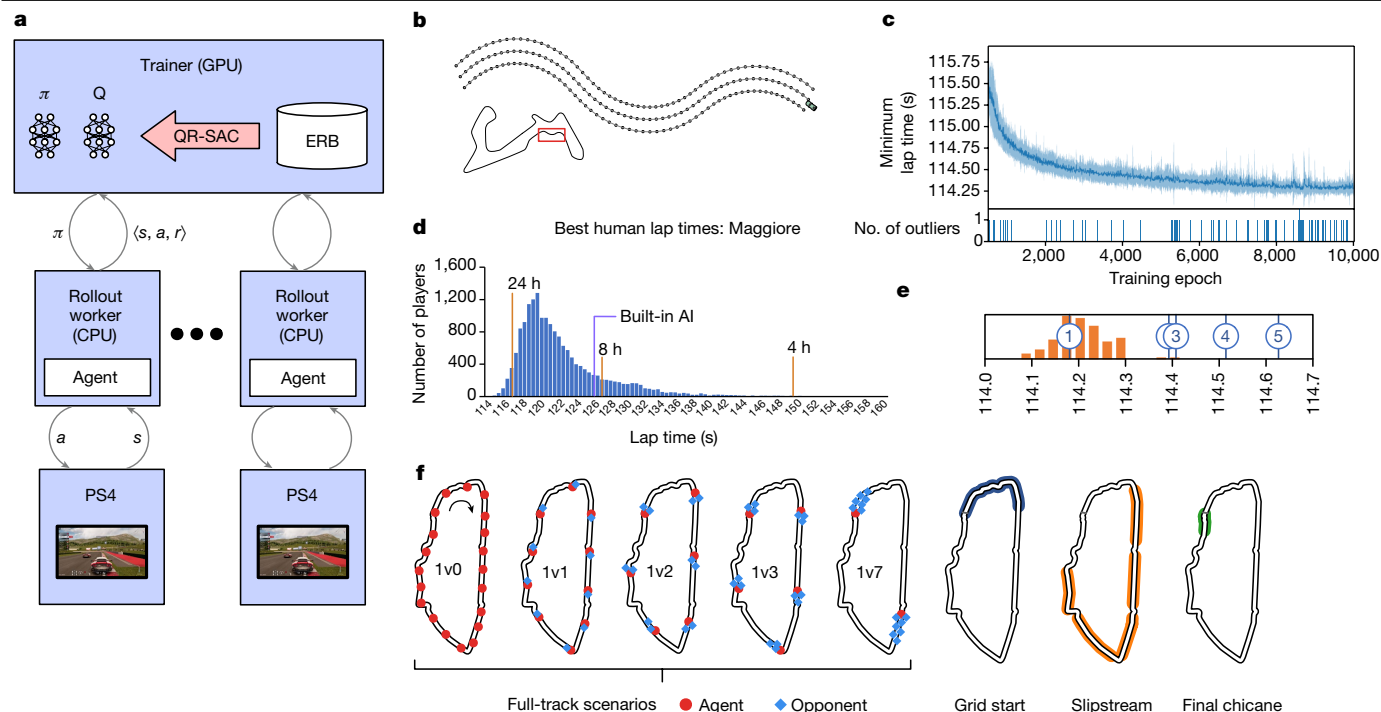 a
Trainer (GPU)
π
Q
QR-SAC
ERB
π
⟨s, a, r⟩
Rollout
worker
(CPU)
Agent
Rollout
worker
(CPU)
Agent
a
s
PS4
PS4
b
c
Minimum
lap time (s)
115.75
115.50
115.25
115.00
114.75
114.50
114.25
No. of outliers
1
0
2,000
4,000
6,000
8,000
10,000
Training epoch
d
Best human lap times: Maggiore
Number of players
1,600
1,200
800
400
0
24 h
Built-in AI
8 h
4 h
114
116
118
120
122
124
126
128
130
132
134
136
138
140
142
144
146
148
150
152
154
156
158
160
Lap time (s)
e
1
3
4
5
114.0
114.1
114.2
114.3
114.4
114.5
114.6
114.7
f
1v0
1v1
1v2
1v3
1v7
Full-track scenarios
Agent
Opponent
Grid start
Slipstream
Final chicane